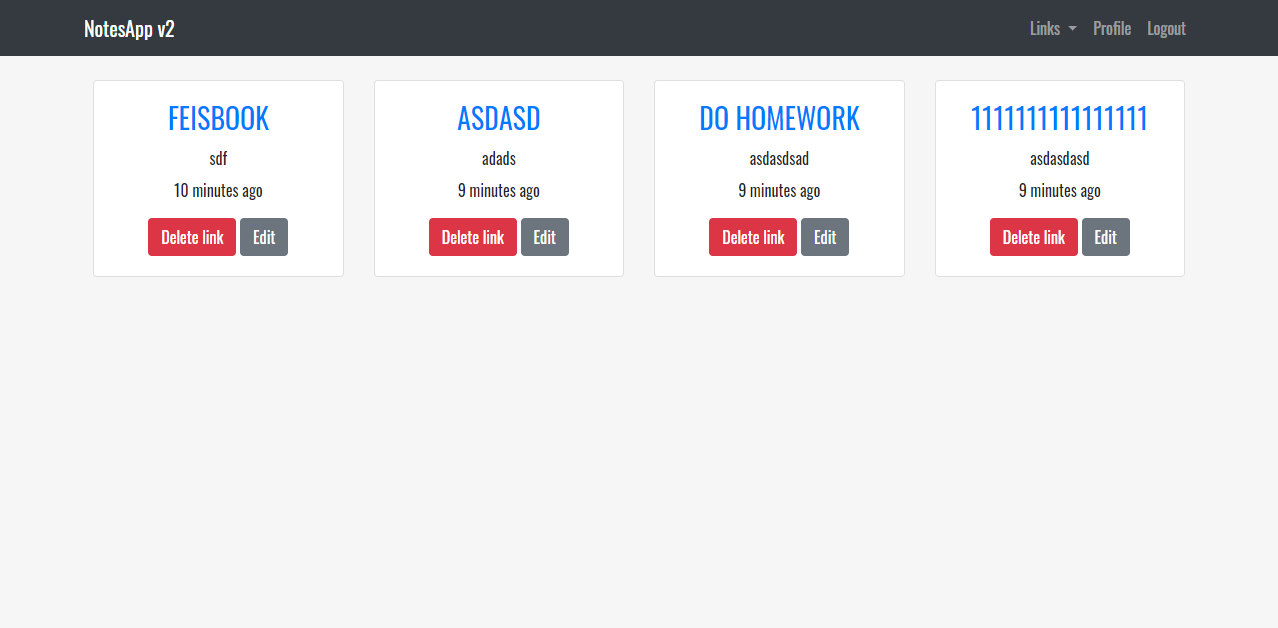 NotesApp v2
Links Profile Logout
FEISBOOK
sdf
10 minutes ago
Delete link Edit
ASDASD
adads
9 minutes ago
Delete link Edit
DO HOMEWORK
asdasdsad
9 minutes ago
Delete link Edit
1111111111111111
asdasdasd
9 minutes ago
Delete link Edit